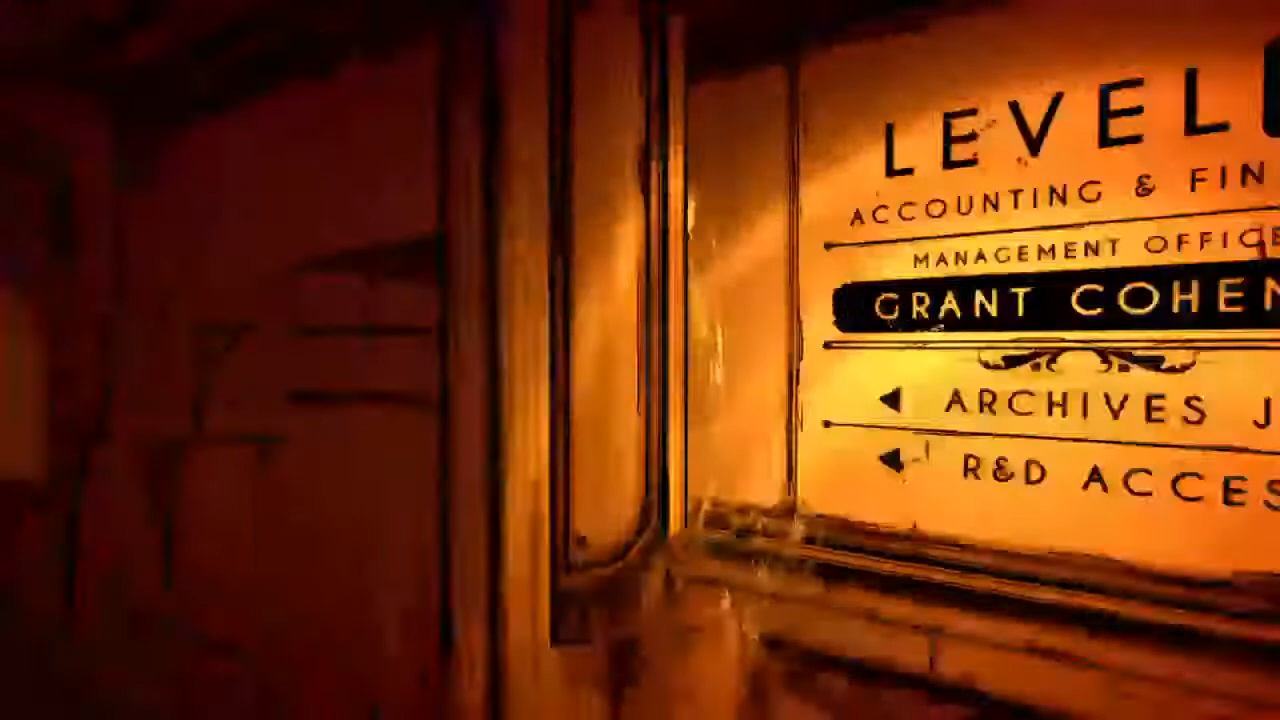 LEVEL
ACCOUNTING & FIN
MANAGEMENT OFFICE
GRANT COHEN
ARCHIVES
R&D ACCES